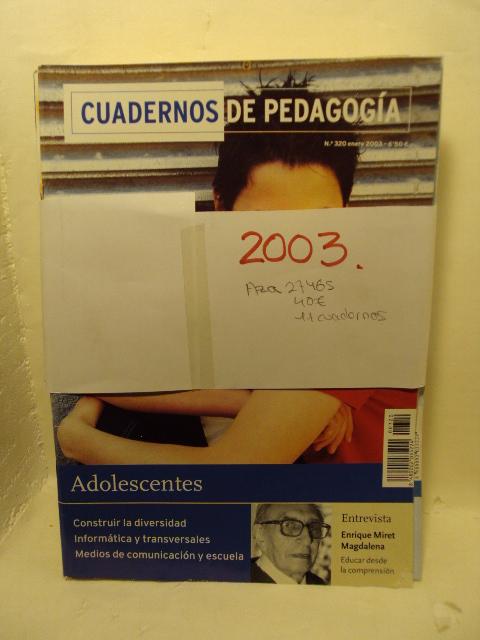 CUADERNOS DE PEDAGOGÍA
N.º 320 enero 2003 - 6'50 €
2003.
27465
40€
11 cuadernos
Adolescentes
Construir la diversidad
Informática y transversales
Medios de comunicación y escuela
Entrevista
Enrique Miret
Magdalena
Educar desde
la comprensión